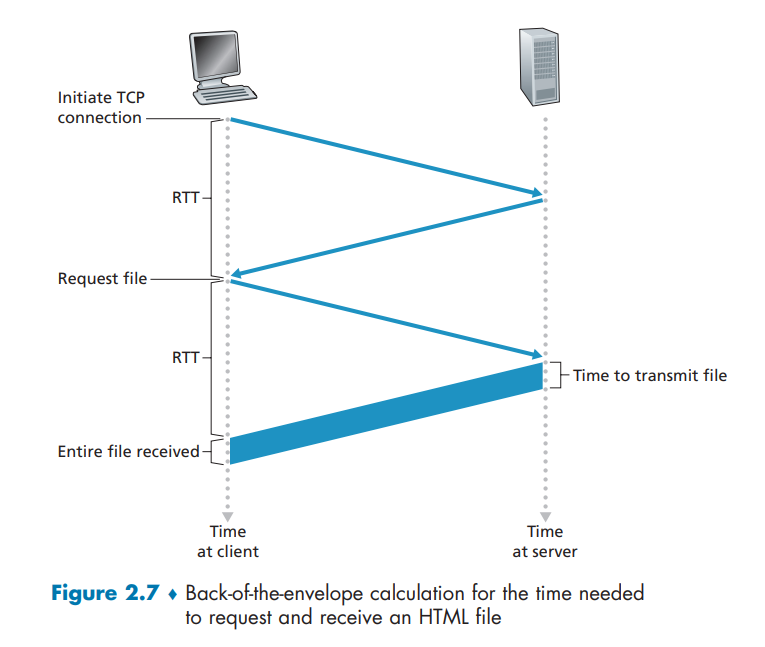 Initiate TCP
connection
RTT
Request file
RTT
Time to transmit file
Entire file received
Time
at client
Time
at server
Figure 2.7 ♦ Back-of-the-envelope calculation for the time needed
to request and receive an HTML file